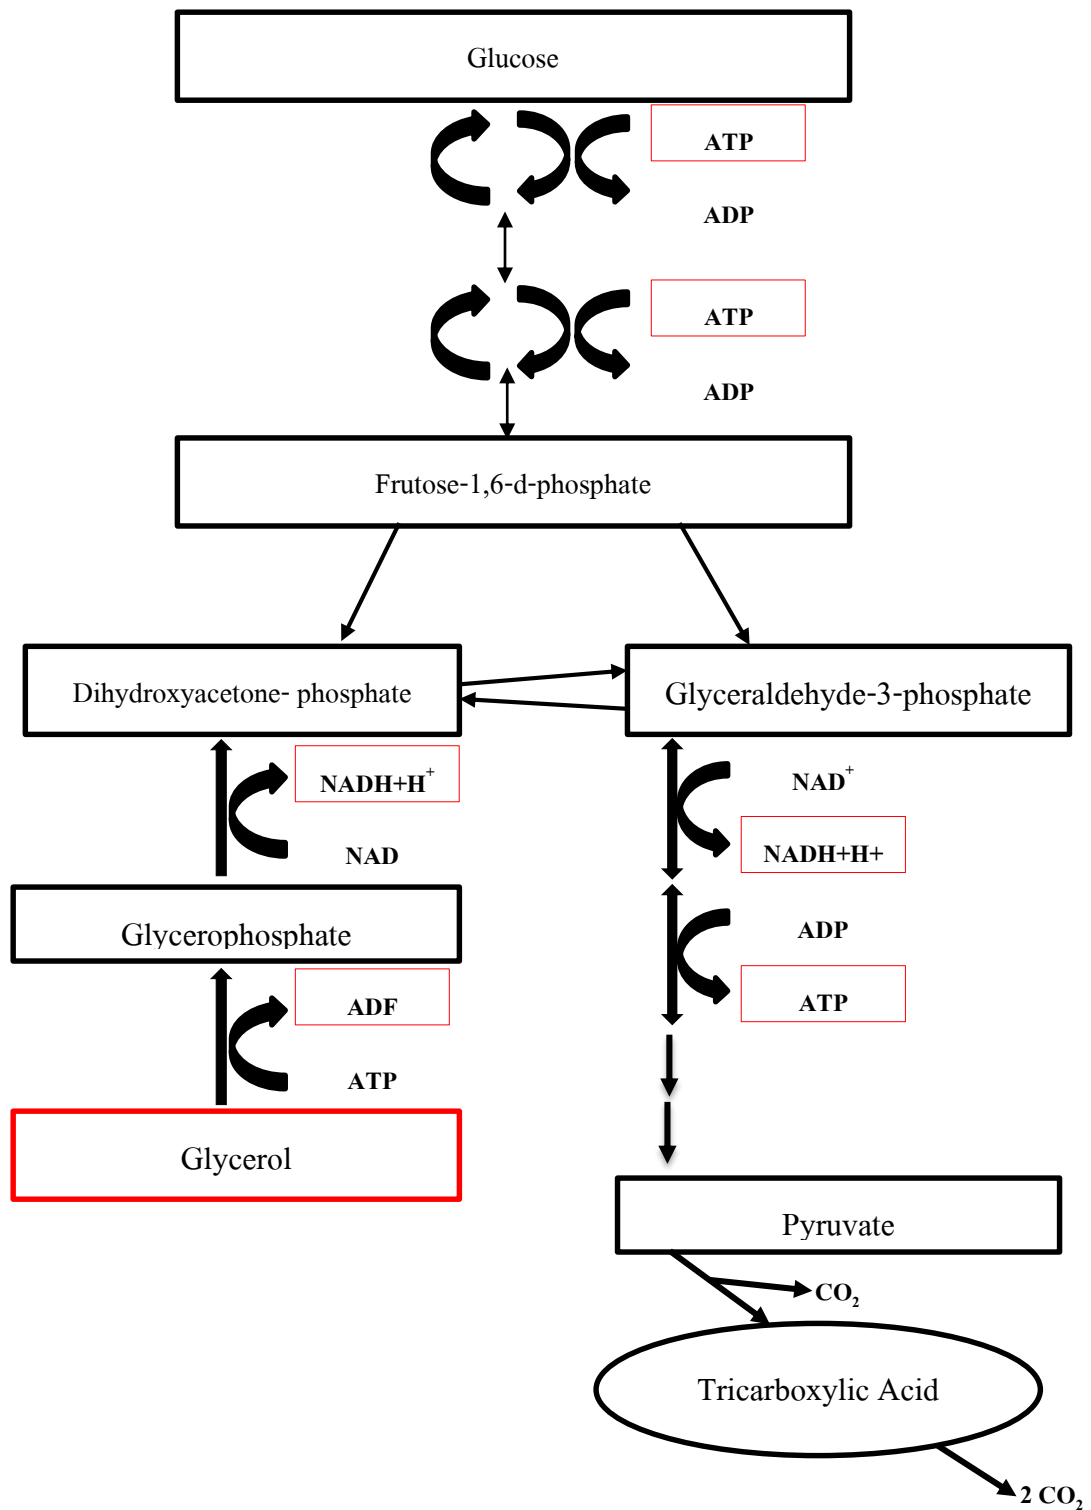 Glucose
ATP
ADP
ATP
ADP
Frutose-1,6-d-phosphate
Dihydroxyacetone- phosphate
Glyceraldehyde-3-phosphate
NADH+H⁺
NAD
NAD⁺
NADH+H+
Glycerophosphate
ADP
ADF
ATP
ATP
Glycerol
Pyruvate
CO₂
Tricarboxylic Acid
2 CO₂